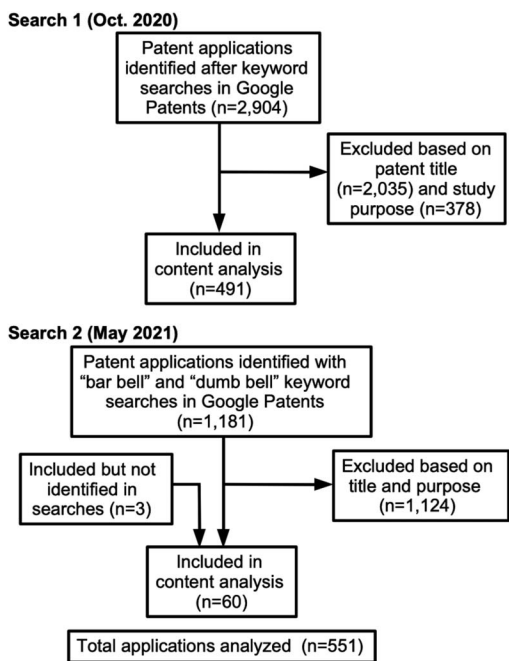 Search 1 (Oct. 2020)
Patent applications
identified after keyword
searches in Google
Patents (n=2,904)
Excluded based on
patent title
(n=2,035) and study
purpose (n=378)
Included in
content analysis
(n=491)
Search 2 (May 2021)
Patent applications identified with
“bar bell” and “dumb bell” keyword
searches in Google Patents
(n=1,181)
Included but not
identified in
searches (n=3)
Excluded based on
title and purpose
(n=1,124)
Included in
content analysis
(n=60)
Total applications analyzed (n=551)